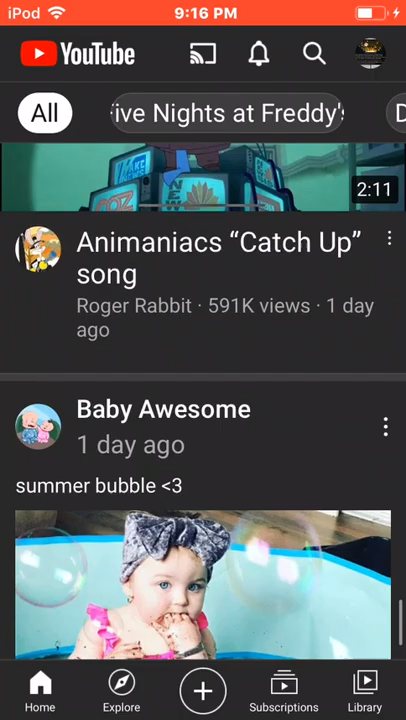 iPod 9:16 PM
YouTube
All ive Nights at Freddy's D
2:11
Animaniacs “Catch Up”
song
Roger Rabbit · 591K views · 1 day
ago
Baby Awesome
1 day ago
summer bubble <3
Home Explore Subscriptions Library